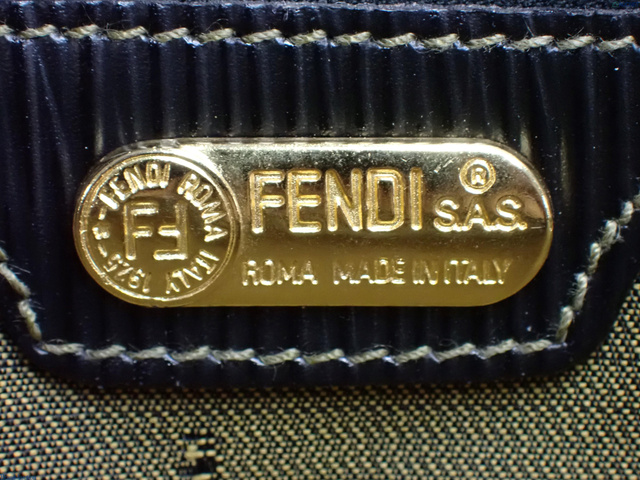 FENDI ROMA ITALY 1925
FF
FENDI® S.A.S.
ROMA MADE IN ITALY